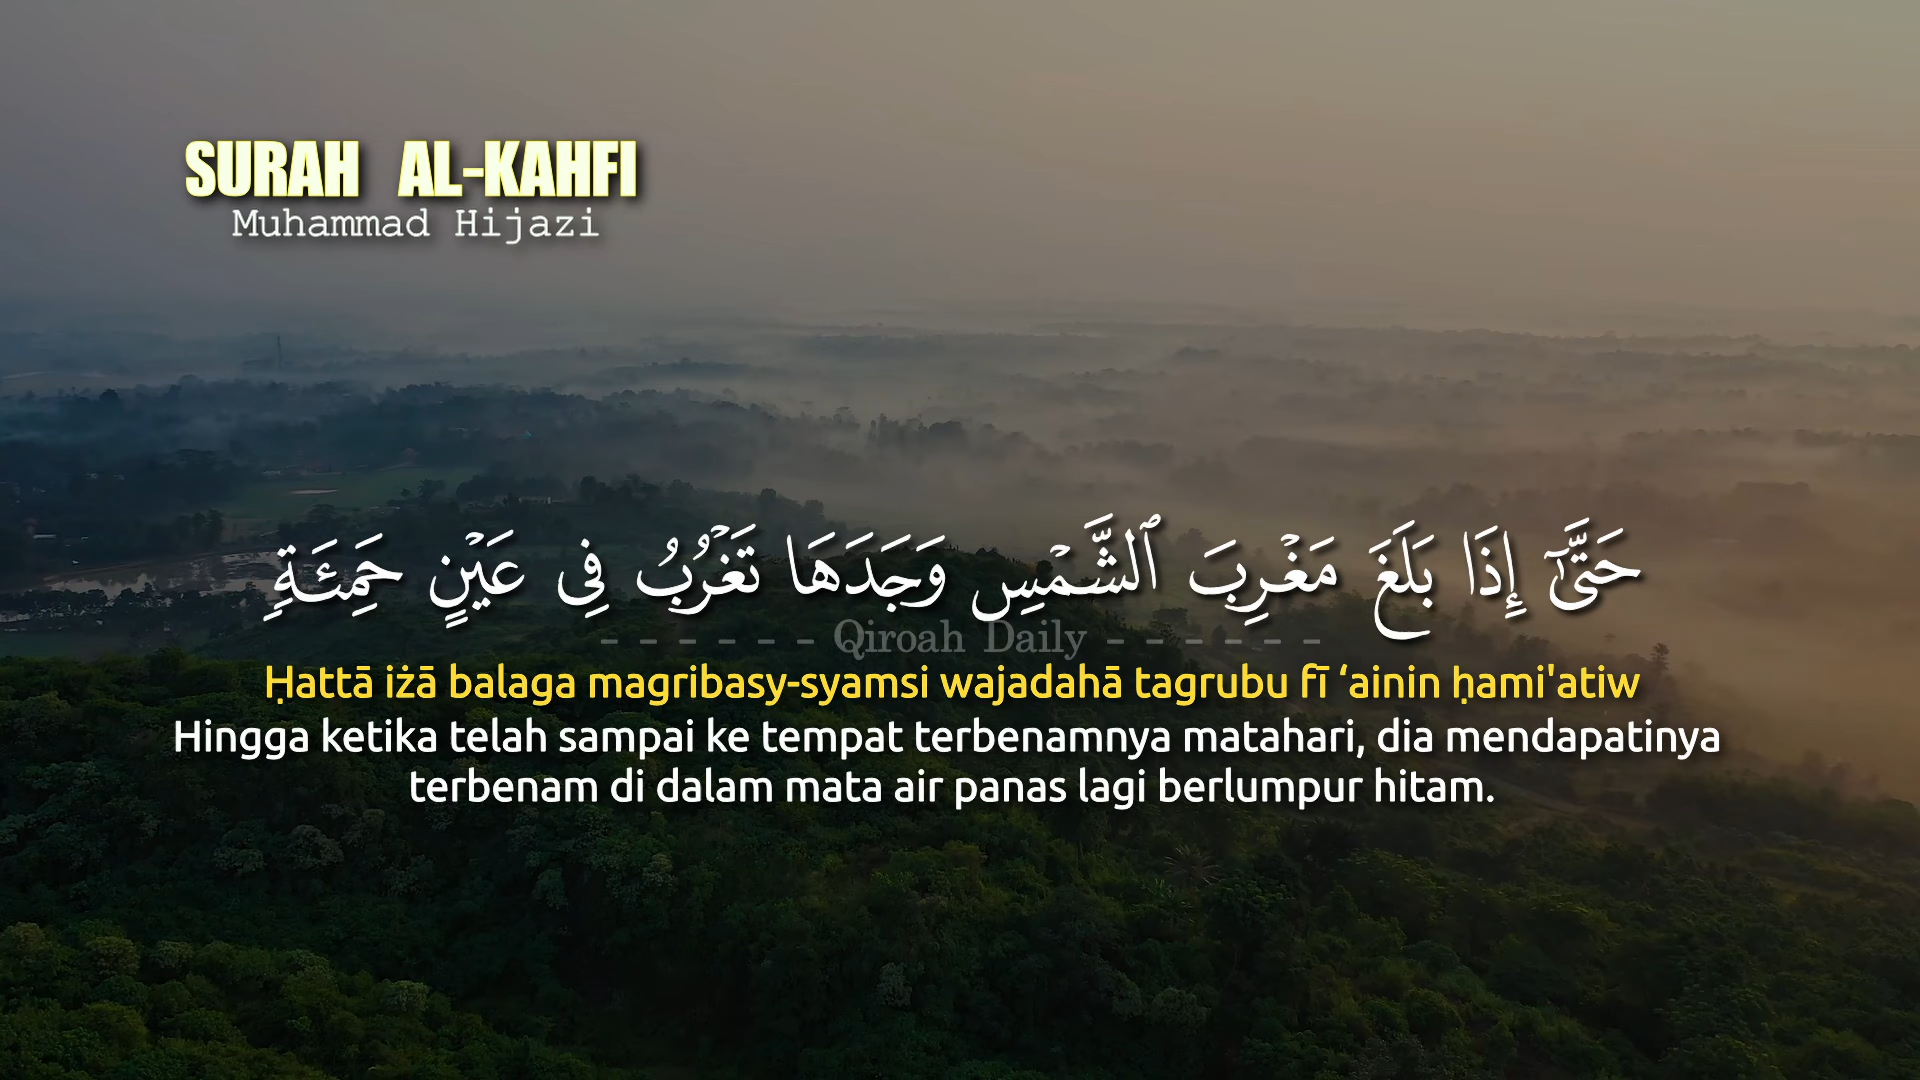 SURAH AL-KAHFI
Muhammad Hijazi
حَتَّىٰٓ إِذَا بَلَغَ مَغْرِبَ ٱلشَّمْسِ وَجَدَهَا تَغْرُبُ فِى عَيْنٍ حَمِئَةٍ
- - - - - - Qiroah Daily - - - - - -
Ḥattā iżā balaga magribasy-syamsi wajadahā tagrubu fī ‘ainin ḥami'atiw
Hingga ketika telah sampai ke tempat terbenamnya matahari, dia mendapatinya
terbenam di dalam mata air panas lagi berlumpur hitam.